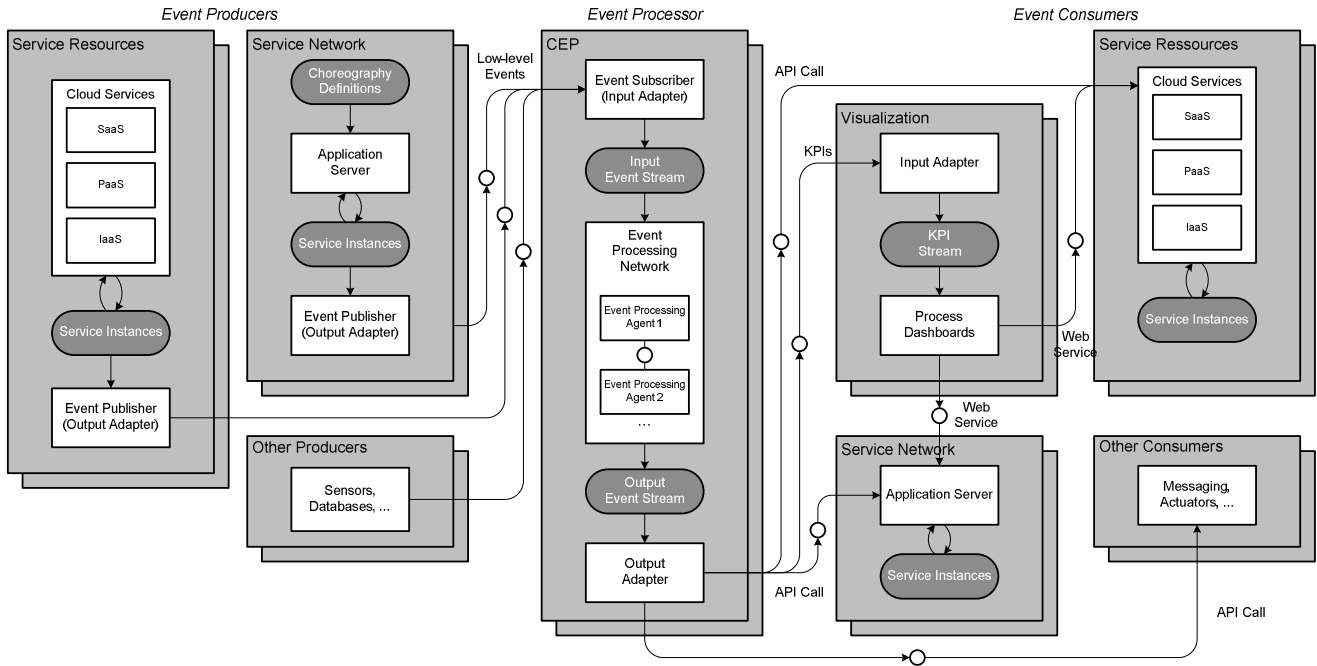 Event Producers
Event Processor
Event Consumers
Service Resources
Cloud Services
SaaS
PaaS
IaaS
Service Instances
Event Publisher
(Output Adapter)
Service Network
Choreography
Definitions
Application
Server
Service Instances
Event Publisher
(Output Adapter)
Other Producers
Sensors,
Databases, ...
Low-level
Events
CEP
Event Subscriber
(Input Adapter)
Input
Event Stream
Event
Processing
Network
Event Processing
Agent 1
Event Processing
Agent 2
...
Output
Event Stream
Output
Adapter
API Call
KPIs
API Call
Visualization
Input Adapter
KPI
Stream
Process
Dashboards
Web
Service
Web
Service
Service Network
Application Server
Service Instances
Service Ressources
Cloud Services
SaaS
PaaS
IaaS
Service Instances
Other Consumers
Messaging,
Actuators, ...
API Call